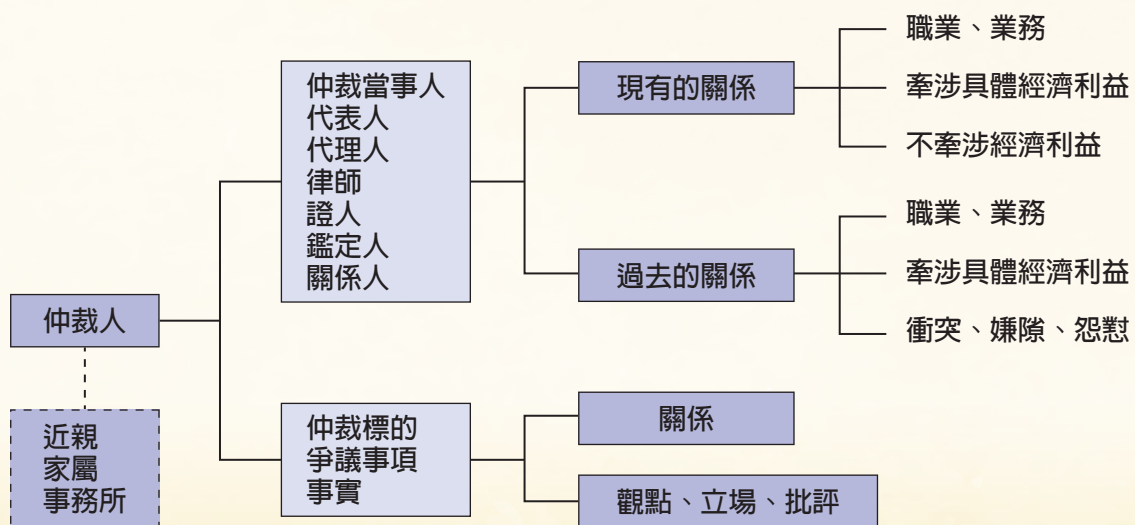 仲裁人
近親
家屬
事務所
仲裁當事人
代表人
代理人
律師
證人
鑑定人
關係人
現有的關係
職業、業務
牽涉具體經濟利益
不牽涉經濟利益
過去的關係
職業、業務
牽涉具體經濟利益
衝突、嫌隙、怨懟
仲裁標的
爭議事項
事實
關係
觀點、立場、批評